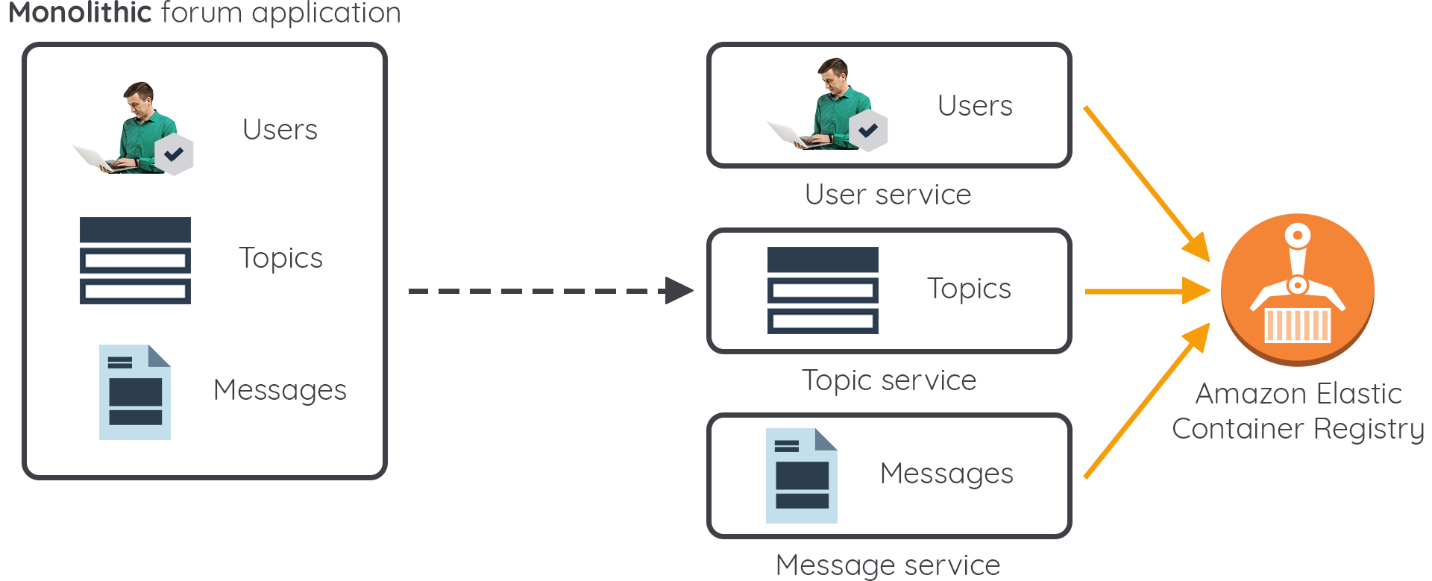 Monolithic forum application
Users
Topics
Messages
Users
User service
Topics
Topic service
Messages
Message service
Amazon Elastic
Container Registry